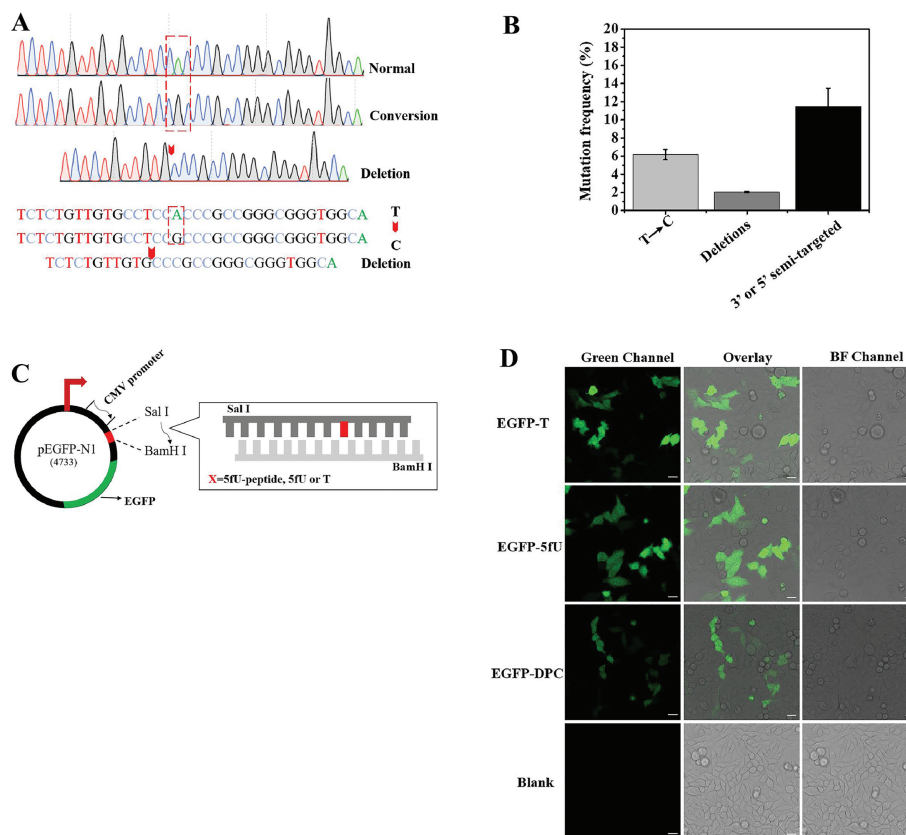 A
Normal
Conversion
Deletion
TCTCTGTTGTGCCTCCACCCGCCGGGCGGGTGGCA
TCTCTGTTGTGCCTCCGCCCGCCGGGCGGGTGGCA
TCTCTGTTGTGCCCGCCGGGCGGGTGGCA
T
C
Deletion
B
Mutation frequency (%)
20
18
16
14
12
10
8
6
4
2
0
T→C
Deletions
3' or 5' semi-targeted
C
CMV promoter
Sal I
BamH I
pEGFP-N1
(4733)
EGFP
Sal I
BamH I
X=5fU-peptide, 5fU or T
D
Green Channel
Overlay
BF Channel
EGFP-T
EGFP-5fU
EGFP-DPC
Blank